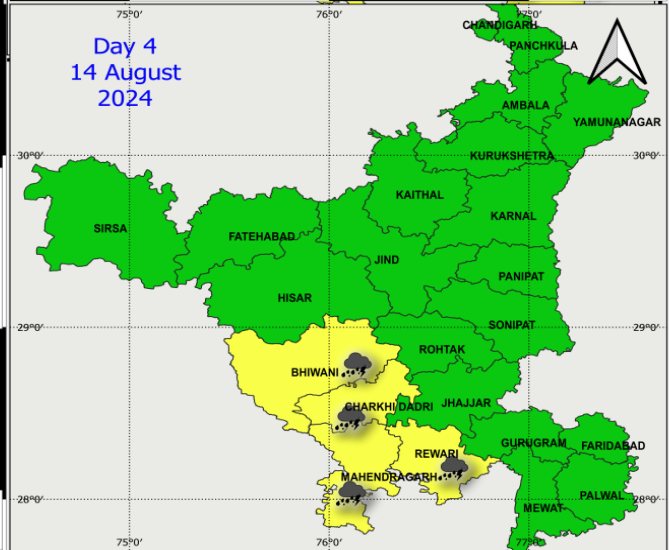 75°0'
76°0'
77°0'
Day 4
14 August
2024
CHANDIGARH
PANCHKULA
AMBALA
YAMUNANAGAR
30°0'
30°0'
KURUKSHETRA
KAITHAL
KARNAL
SIRSA
FATEHABAD
JIND
PANIPAT
HISAR
SONIPAT
29°0'
29°0'
ROHTAK
BHIWANI
CHARKHI DADRI
JHAJJAR
GURUGRAM
FARIDABAD
REWARI
MAHENDRAGARH
PALWAL
28°0'
28°0'
MEWAT
75°0'
76°0'
77°0'